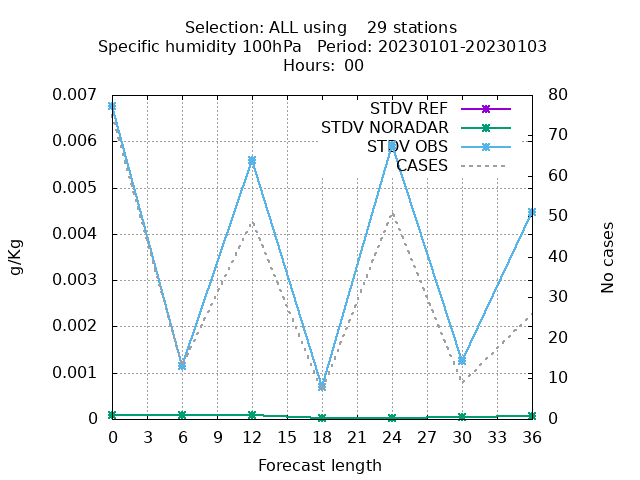 Selection: ALL using    29 stations
Specific humidity 100hPa   Period: 20230101-20230103
Hours: 00
0.007
0.006
0.005
0.004
0.003
0.002
0.001
0
g/Kg
STDV REF
STDV NORADAR
STDV OBS
CASES
80
70
60
50
40
30
20
10
0
No cases
0 3 6 9 12 15 18 21 24 27 30 33 36
Forecast length